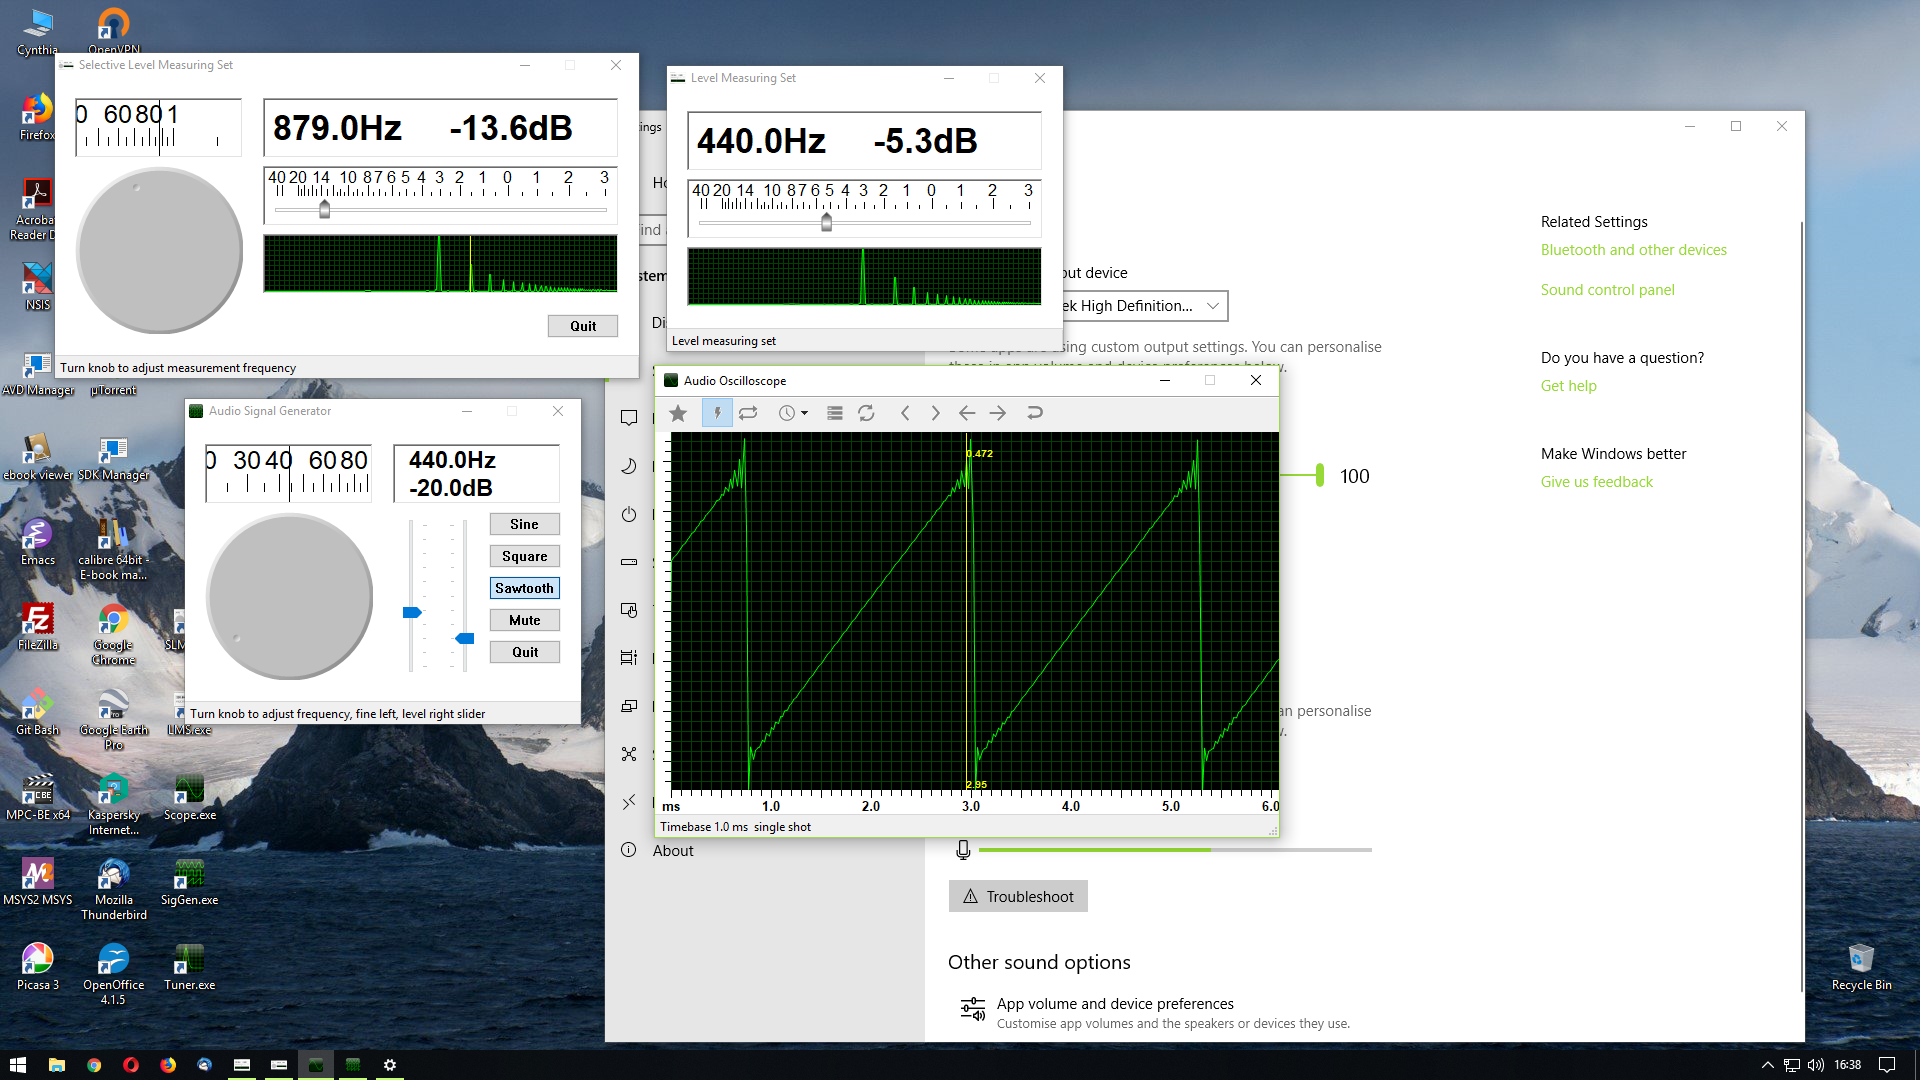 Cynthia
OpenVPN
Firefox
Acrobat
Reader D
NSIS
AVD Manager
µTorrent
ebook viewer
SDK Manager
Emacs
calibre 64bit -
E-book ma...
FileZilla
Google
Chrome
SLM
Git Bash
Google Earth
Pro
LMS.exe
MPC-BE x64
Kaspersky
Internet...
Scope.exe
MSYS2 MSYS
Mozilla
Thunderbird
SigGen.exe
Picasa 3
OpenOffice
4.1.5
Tuner.exe
Recycle Bin
Selective Level Measuring Set
0 60 80 1
879.0Hz -13.6dB
40 20 14 10 8 7 6 5 4 3 2 1 0 1 2 3
Quit
Turn knob to adjust measurement frequency
Level Measuring Set
440.0Hz -5.3dB
40 20 14 10 8 7 6 5 4 3 2 1 0 1 2 3
Level measuring set
Audio Signal Generator
0 30 40 60 80
440.0Hz
-20.0dB
Sine
Square
Sawtooth
Mute
Quit
Turn knob to adjust frequency, fine left, level right slider
Audio Oscilloscope
0.472
2.95
ms 1.0 2.0 3.0 4.0 5.0 6.0
Timebase 1.0 ms single shot
tings
Ho
ind a
stem
Dis
About
out device
ek High Definition...
Some apps are using custom output settings. You can personalise
these in app volume and device preferences below.
100
an personalise
w.
Troubleshoot
Other sound options
App volume and device preferences
Customise app volumes and the speakers or devices they use.
Related Settings
Bluetooth and other devices
Sound control panel
Do you have a question?
Get help
Make Windows better
Give us feedback
16:38